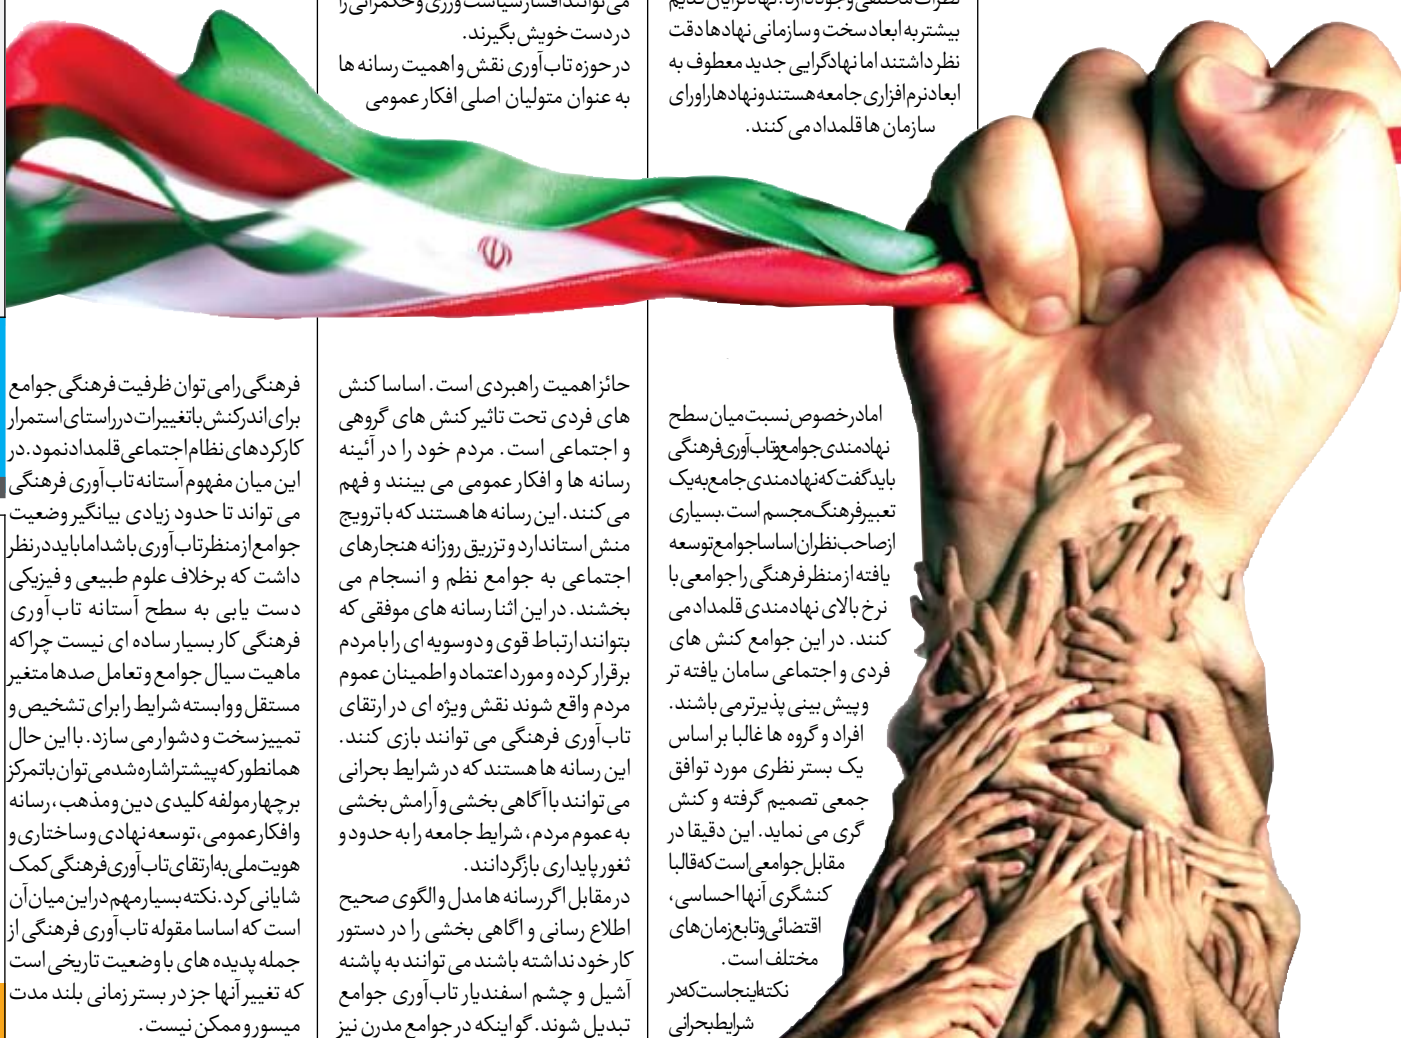 نظرات مختلفی وجود دارد. نهادگرایان قدیم
بیشتر به ابعاد سخت و سازمانی نهادها دقت
نظر داشتند اما نهادگرایی جدید معطوف به
ابعاد نرم افزاری جامعه هستند و نهادها را ورای
سازمان ها قلمداد می کنند.
اما در خصوص نسبت میان سطح
نهادمندی جوامع و تاب آوری فرهنگی
باید گفت که نهادمندی جامع به یک
تعبیر فرهنگ مجسم است. بسیاری
از صاحب نظران اساسا جوامع توسعه
یافته از منظر فرهنگی را جوامعی با
نرخ بالای نهادمندی قلمداد می
کنند. در این جوامع کنش های
فردی و اجتماعی سامان یافته تر
و پیش بینی پذیرتر می باشند.
افراد و گروه ها غالبا بر اساس
یک بستر نظری مورد توافق
جمعی تصمیم گرفته و کنش
گری می نماید. این دقیقا در
مقابل جوامعی است که قالبا
کنشگری آنها احساسی،
اقتضائی و تابع زمان های
مختلف است.
نکته اینجاست که در
شرایط بحرانی
می توانند افسار سیاست ورزی و حکمرانی را
در دست خویش بگیرند.
در حوزه تاب آوری نقش و اهمیت رسانه ها
به عنوان متولیان اصلی افکار عمومی
حائز اهمیت راهبردی است. اساسا کنش
های فردی تحت تاثیر کنش های گروهی
و اجتماعی است. مردم خود را در آئینه
رسانه ها و افکار عمومی می بینند و فهم
می کنند. این رسانه ها هستند که با ترویج
منش استاندارد و تزریق روزانه هنجارهای
اجتماعی به جوامع نظم و انسجام می
بخشند. در این اثنا رسانه های موفقی که
بتوانند ارتباط قوی و دوسویه ای را با مردم
برقرار کرده و مورد اعتماد و اطمینان عموم
مردم واقع شوند نقش ویژه ای در ارتقای
تاب آوری فرهنگی می توانند بازی کنند.
این رسانه ها هستند که در شرایط بحرانی
می توانند با آگاهی بخشی و آرامش بخشی
به عموم مردم، شرایط جامعه را به حدود و
ثغور پایداری بازگردانند.
در مقابل اگر رسانه ها مدل و الگوی صحیح
اطلاع رسانی و اگاهی بخشی را در دستور
کار خود نداشته باشند می توانند به پاشنه
آشیل و چشم اسفندیار تاب آوری جوامع
تبدیل شوند. گو اینکه در جوامع مدرن نیز
فرهنگی را می توان ظرفیت فرهنگی جوامع
برای اندرکنش با تغییرات در راستای استمرار
کارکردهای نظام اجتماعی قلمداد نمود. در
این میان مفهوم آستانه تاب آوری فرهنگی
می تواند تا حدود زیادی بیانگیر وضعیت
جوامع از منظر تاب آوری باشد اما باید در نظر
داشت که برخلاف علوم طبیعی و فیزیکی
دست یابی به سطح آستانه تاب آوری
فرهنگی کار بسیار ساده ای نیست چرا که
ماهیت سیال جوامع و تعامل صدها متغیر
مستقل و وابسته شرایط را برای تشخیص و
تمییز سخت و دشوار می سازد. با این حال
همانطور که پیشتر اشاره شد می توان با تمرکز
بر چهار مولفه کلیدی دین و مذهب، رسانه
و افکار عمومی، توسعه نهادی و ساختاری و
هویت ملی به ارتقای تاب آوری فرهنگی کمک
شایانی کرد. نکته بسیار مهم در این میان آن
است که اساسا مقوله تاب آوری فرهنگی از
جمله پدیده های با وضعیت تاریخی است
که تغییر آنها جز در بستر زمانی بلند مدت
میسور و ممکن نیست.